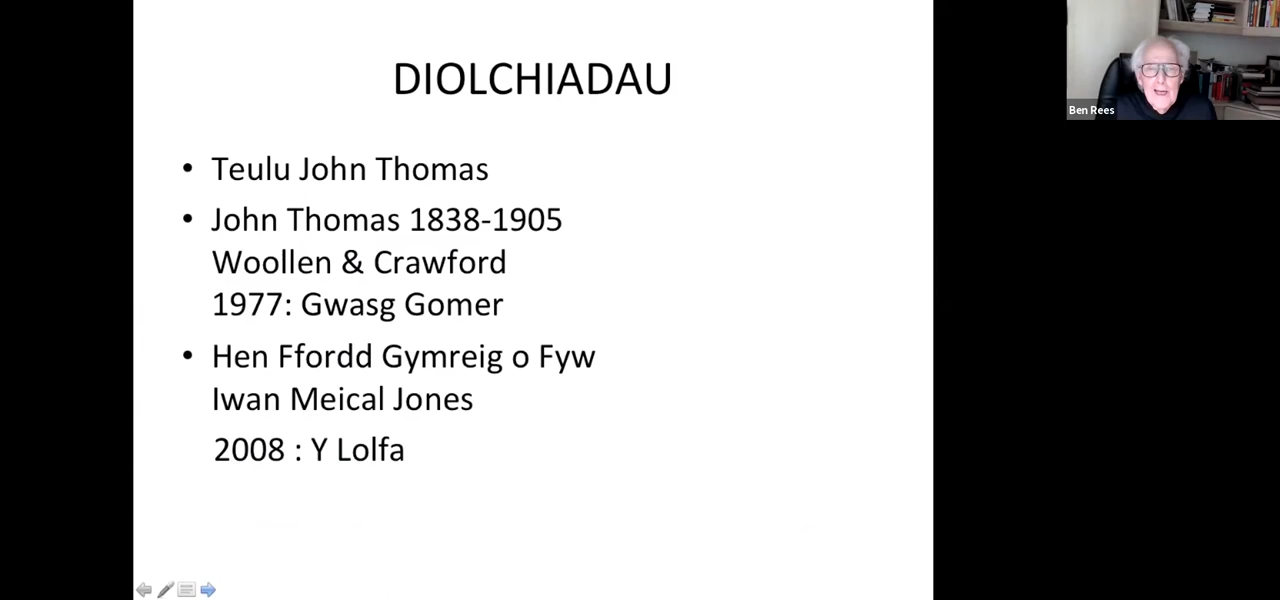 DIOLCHIADAU
• Teulu John Thomas
• John Thomas 1838-1905
Woollen & Crawford
1977: Gwasg Gomer
• Hen Ffordd Gymreig o Fyw
Iwan Meical Jones
2008 : Y Lolfa
Ben Rees